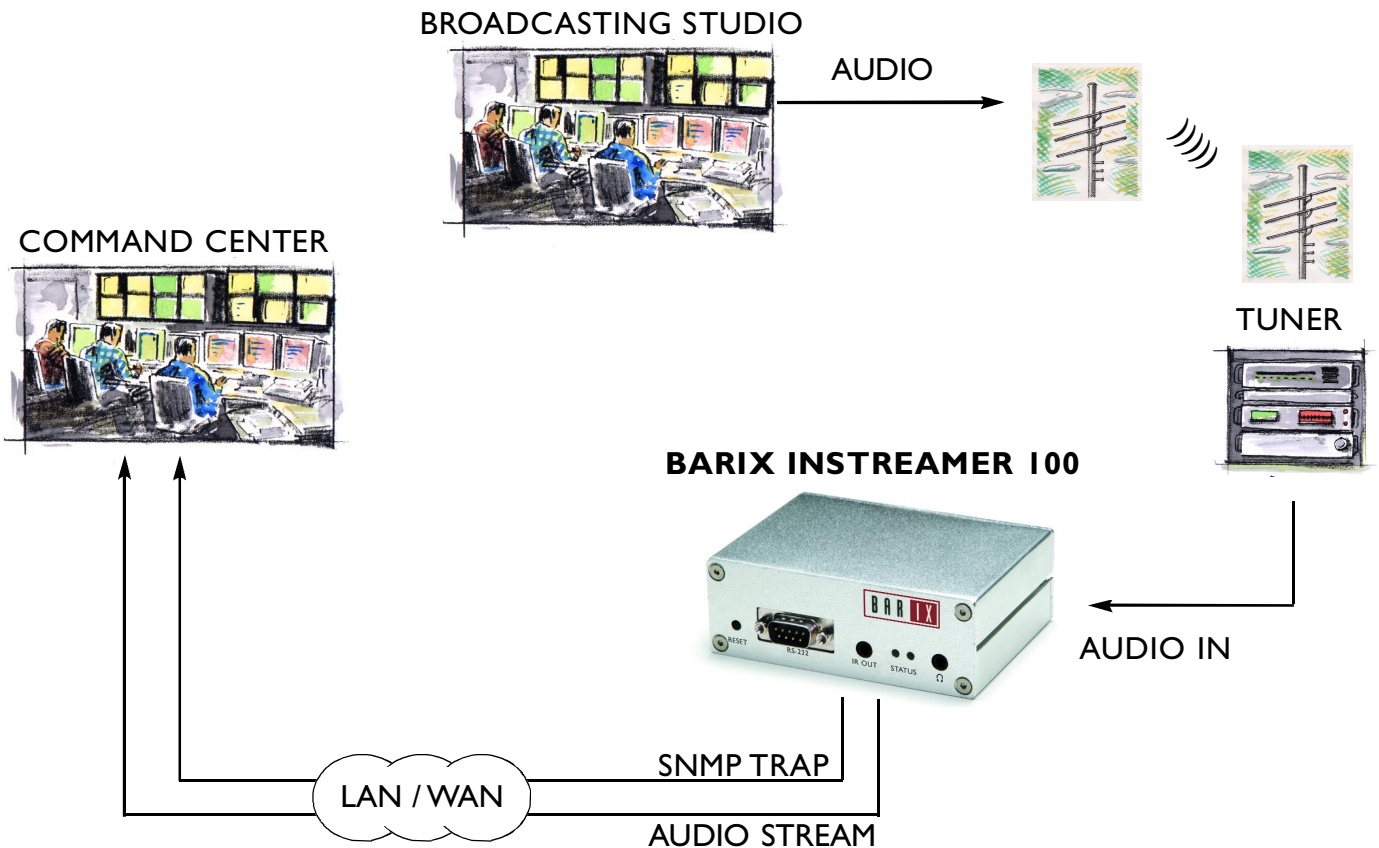 BROADCASTING STUDIO
AUDIO
COMMAND CENTER
TUNER
BARIX INSTREAMER 100
BARIX
RESET
RS-232
IR OUT
STATUS
Ω
AUDIO IN
SNMP TRAP
LAN / WAN
AUDIO STREAM